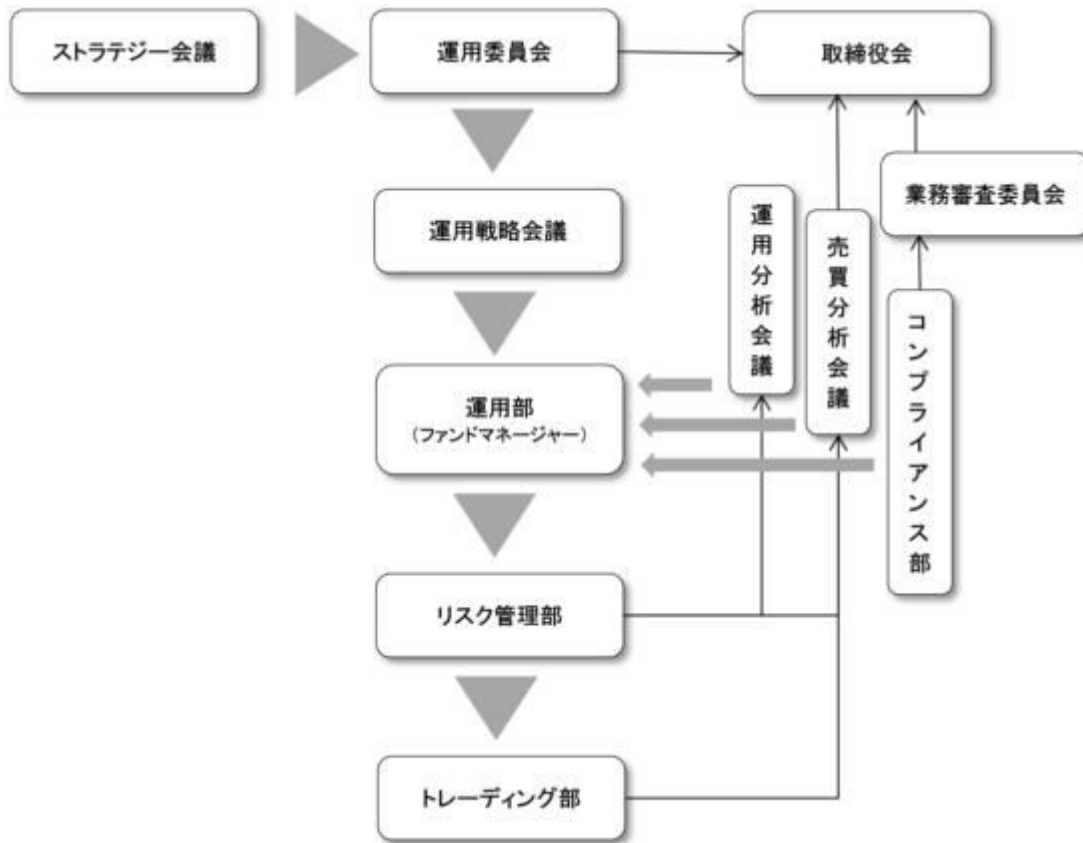 ストラテジー会議
運用委員会
取締役会
業務審査委員会
運用戦略会議
運用分析会議
売買分析会議
コンプライアンス部
運用部
(ファンドマネージャー)
リスク管理部
トレーディング部